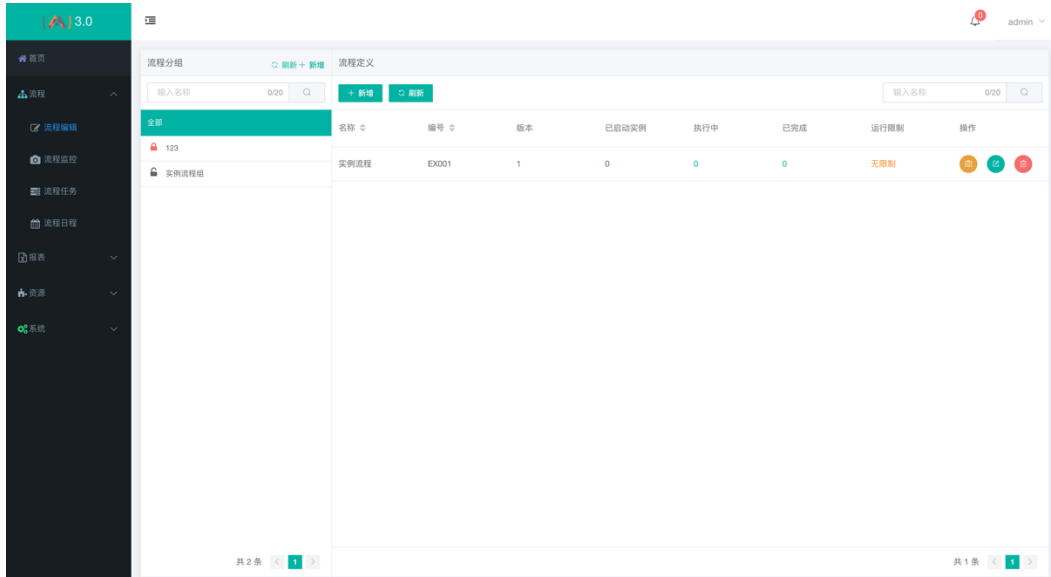 3.0
0
admin
首页
流程
流程编辑
流程监控
流程任务
流程日程
报表
资源
系统
流程分组
刷新 + 新增
输入名称 0/20
全部
123
实例流程组
共 2 条 < 1 >
流程定义
+ 新增 刷新
输入名称 0/20
名称 编号 版本 已启动实例 执行中 已完成 运行限制 操作
实例流程 EX001 1 0 0 0 无限制
共 1 条 < 1 >